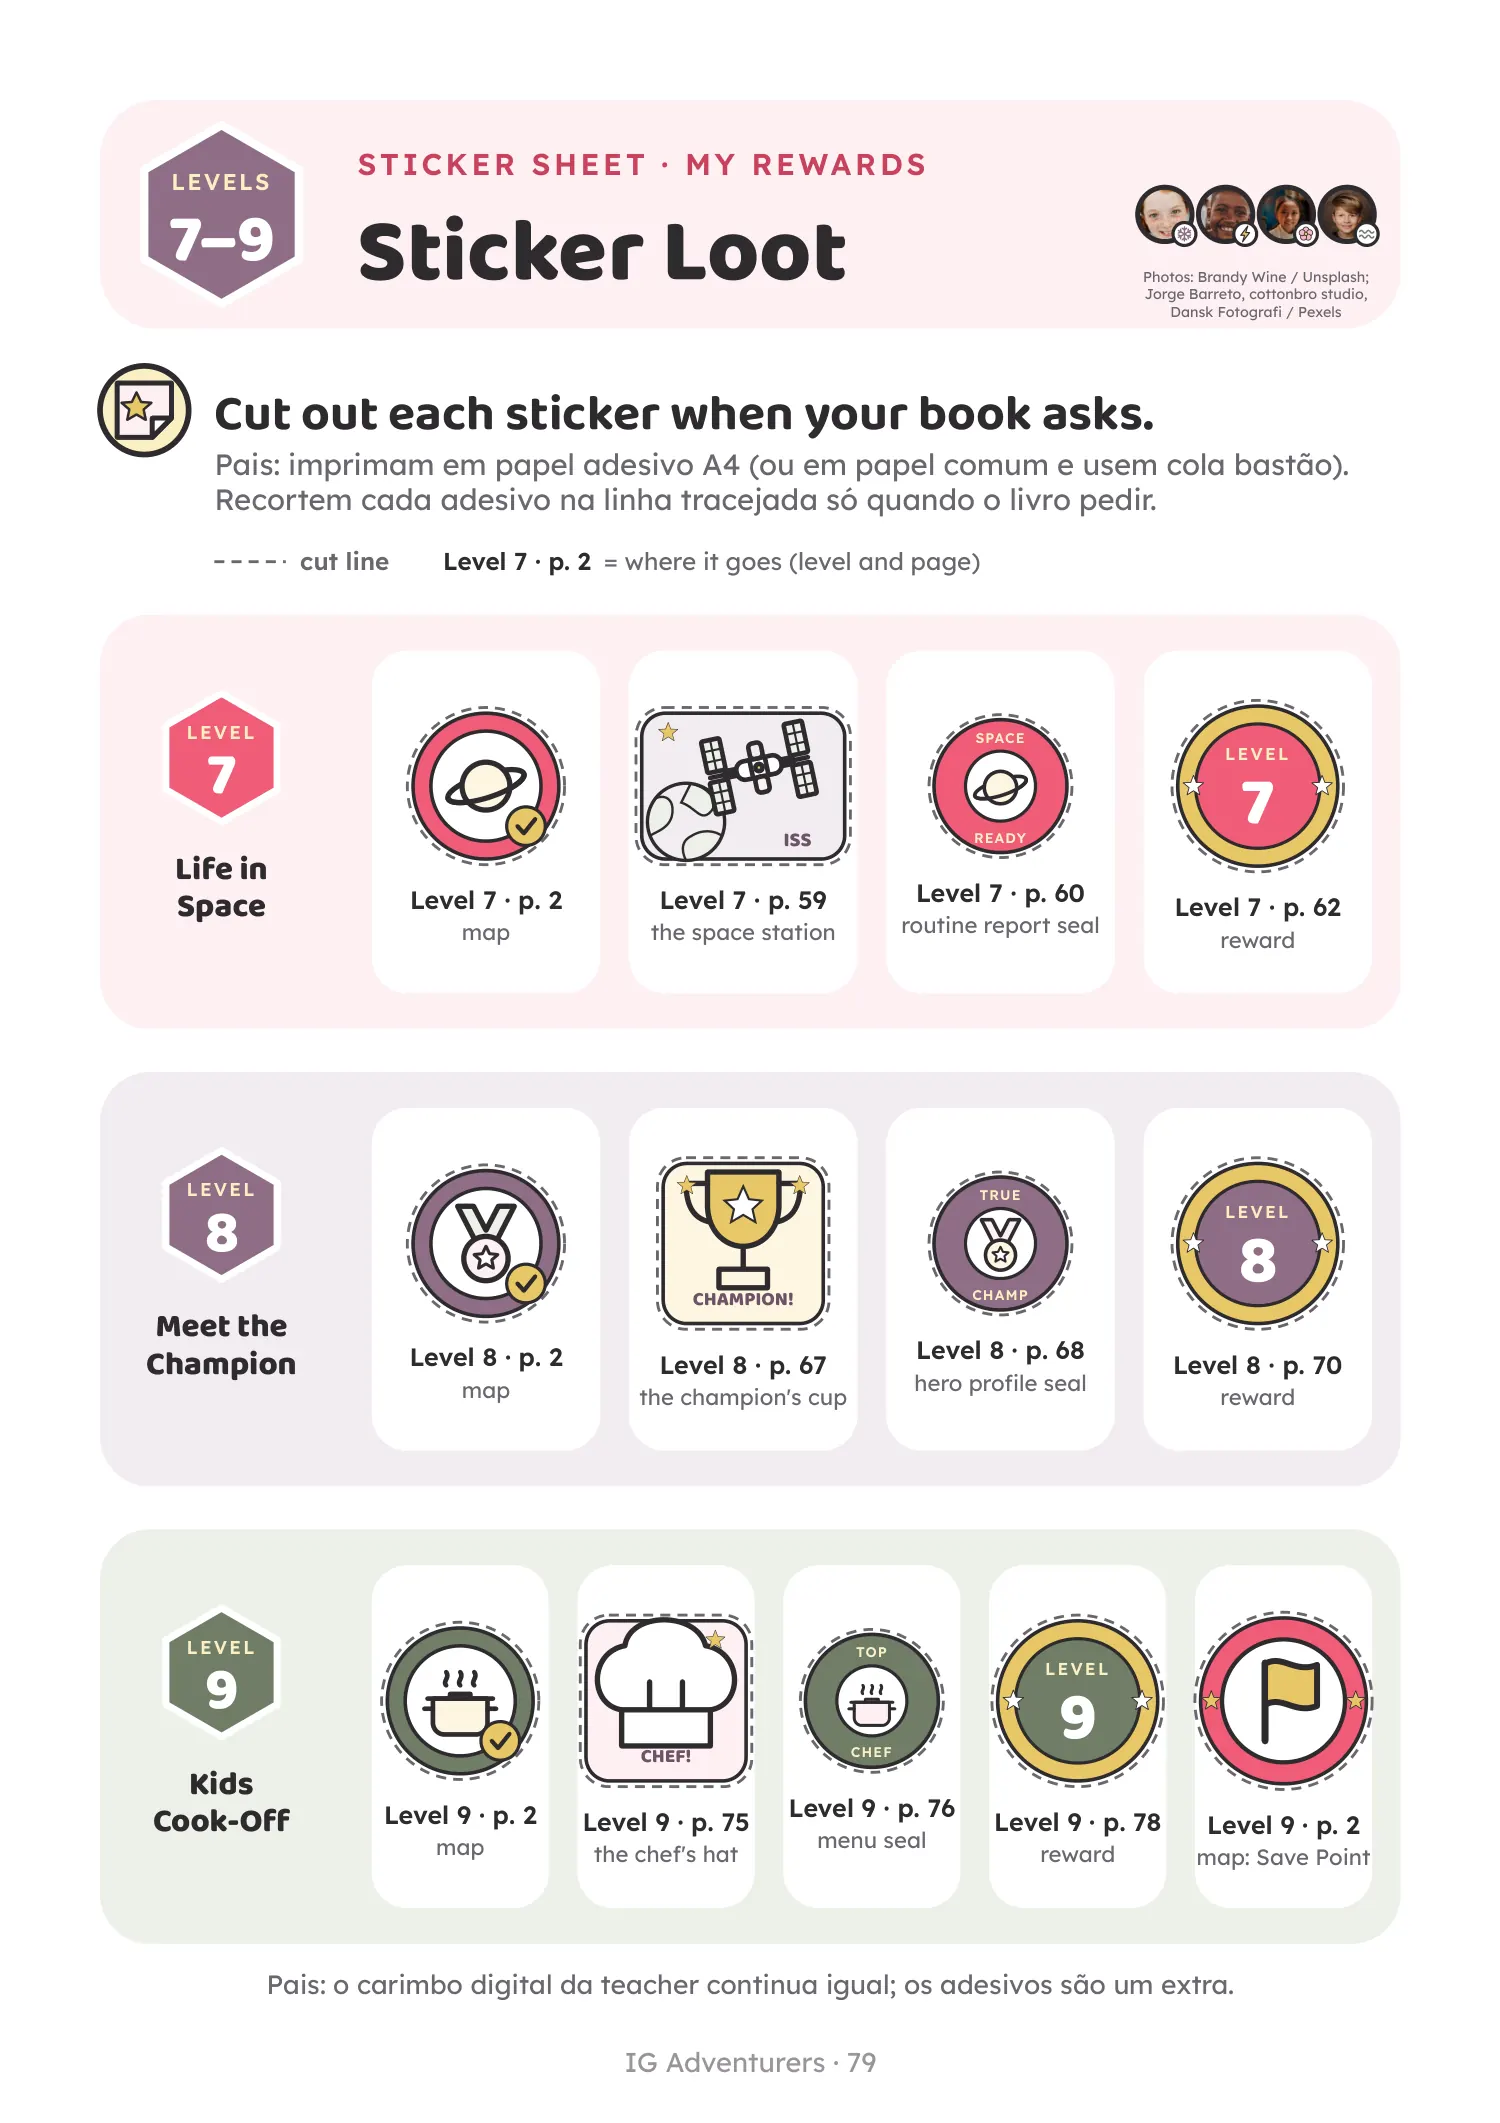 LEVELS
7–9
STICKER SHEET · MY REWARDS
Sticker Loot
Photos: Brandy Wine / Unsplash;
Jorge Barreto, cottonbro studio,
Dansk Fotografi / Pexels
Cut out each sticker when your book asks.
Pais: imprimam em papel adesivo A4 (ou em papel comum e usem cola bastão).
Recortem cada adesivo na linha tracejada só quando o livro pedir.
cut line
Level 7 · p. 2 = where it goes (level and page)
LEVEL
7
Life in
Space
Level 7 · p. 2
map
ISS
Level 7 · p. 59
the space station
SPACE
READY
Level 7 · p. 60
routine report seal
LEVEL
7
Level 7 · p. 62
reward
LEVEL
8
Meet the
Champion
Level 8 · p. 2
map
CHAMPION!
Level 8 · p. 67
the champion's cup
TRUE
CHAMP
Level 8 · p. 68
hero profile seal
LEVEL
8
Level 8 · p. 70
reward
LEVEL
9
Kids
Cook-Off
Level 9 · p. 2
map
CHEF!
Level 9 · p. 75
the chef's hat
TOP
CHEF
Level 9 · p. 76
menu seal
LEVEL
9
Level 9 · p. 78
reward
Level 9 · p. 2
map: Save Point
Pais: o carimbo digital da teacher continua igual; os adesivos são um extra.
IG Adventurers · 79